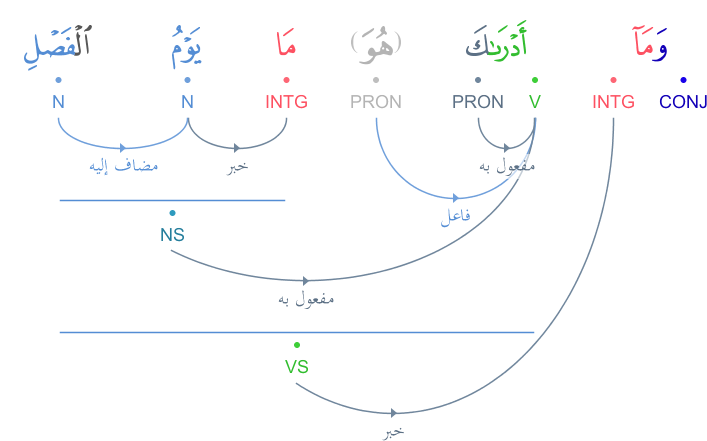 وَمَآ أَدْرَىٰكَ (هُوَ) مَا يَوْمُ ٱلْفَصْلِ
CONJ INTG V PRON PRON INTG N N
مفعول به خبر مضاف إليه
فاعل
NS
مفعول به
VS
خبر